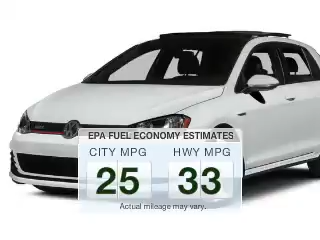 EPA FUEL ECONOMY ESTIMATES
CITY MPG HWY MPG
25 33
Actual mileage may vary.